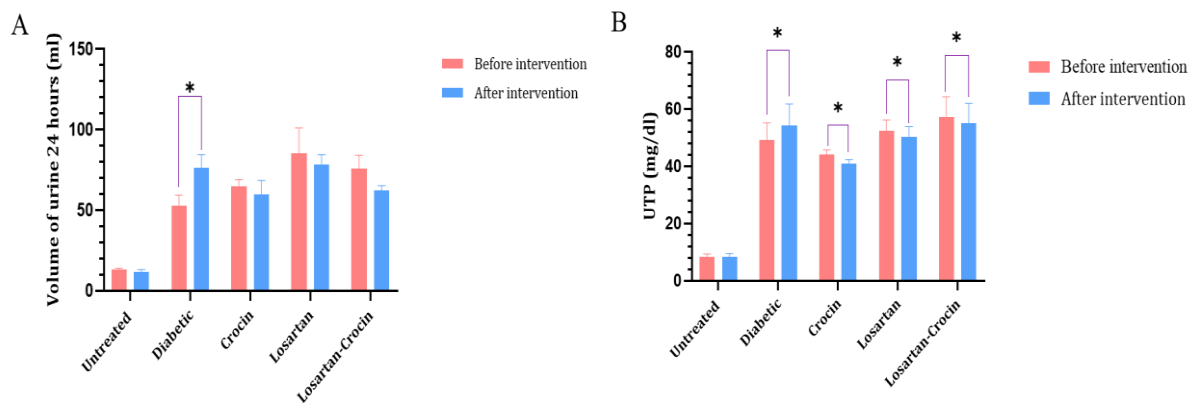 A
Volume of urine 24 hours (ml)
150
100
50
0
*
Untreated
Diabetic
Crocin
Losartan
Losartan-Crocin
Before intervention
After intervention
B
UTP (mg/dl)
80
60
40
20
0
*
*
*
*
Untreated
Diabetic
Crocin
Losartan
Losartan-Crocin
Before intervention
After intervention